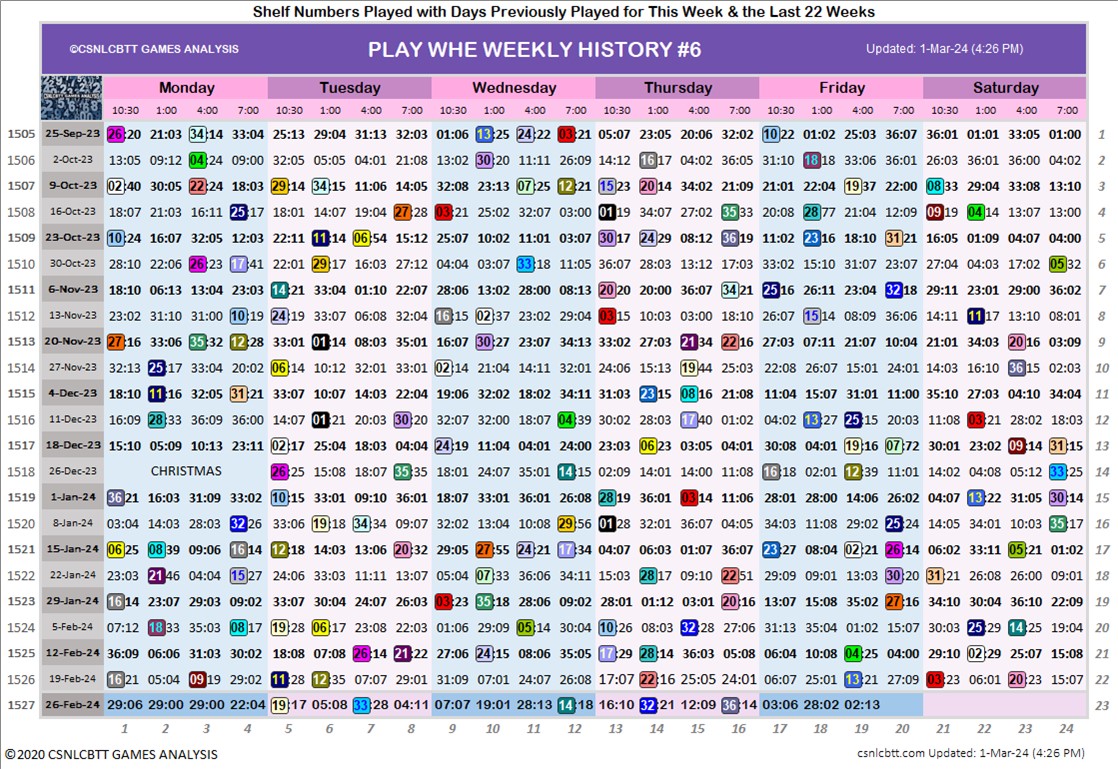 Shelf Numbers Played with Days Previously Played for This Week & the Last 22 Weeks
©CSNLCBTT GAMES ANALYSIS PLAY WHE WEEKLY HISTORY #6 Updated: 1-Mar-24 (4:26 PM)
Monday Tuesday Wednesday Thursday Friday Saturday
10:30 1:00 4:00 7:00 10:30 1:00 4:00 7:00 10:30 1:00 4:00 7:00 10:30 1:00 4:00 7:00 10:30 1:00 4:00 7:00 10:30 1:00 4:00 7:00
1505 25-Sep-23 26:20 21:03 34:14 33:04 25:13 29:04 31:13 32:03 01:06 13:25 24:22 03:21 05:07 23:05 20:06 32:02 10:22 01:02 25:03 36:07 36:01 01:01 33:05 01:00 1
1506 2-Oct-23 13:05 09:12 04:24 09:00 32:05 05:05 04:01 21:08 13:02 30:20 11:11 26:09 14:12 16:17 04:02 36:05 31:10 18:18 33:06 36:01 26:03 36:01 36:00 04:02 2
1507 9-Oct-23 02:40 30:05 22:24 18:03 29:14 34:15 11:06 14:05 32:08 23:13 07:25 12:21 15:23 20:14 34:02 21:09 21:01 22:04 19:37 22:00 08:33 29:04 33:08 13:10 3
1508 16-Oct-23 18:07 21:03 16:11 25:17 18:01 14:07 19:04 27:28 03:21 25:02 32:07 03:00 01:19 34:07 27:02 35:33 20:08 28:77 21:04 12:09 09:19 04:14 13:07 13:00 4
1509 23-Oct-23 10:24 16:07 32:05 12:03 22:11 11:14 06:54 15:12 25:07 10:02 11:01 03:07 30:17 24:29 08:12 36:19 11:02 23:16 18:10 31:21 16:05 01:09 04:07 04:00 5
1510 30-Oct-23 28:10 22:06 26:23 17:41 22:01 29:17 16:03 27:12 04:04 03:07 33:18 11:05 36:07 28:03 13:12 17:03 33:02 15:10 31:07 37:07 27:04 04:03 17:02 05:32 6
1511 6-Nov-23 18:10 06:13 13:04 23:03 14:21 33:04 01:10 22:07 28:06 13:02 28:00 08:13 20:20 20:00 36:07 34:21 25:16 26:11 23:07 32:18 29:11 23:01 29:00 36:02 7
1512 13-Nov-23 23:02 31:10 31:00 10:19 24:19 33:07 06:08 32:04 16:15 02:37 23:02 29:04 03:15 10:03 03:00 18:10 26:07 15:14 08:09 36:06 14:11 11:17 13:10 08:01 8
1513 20-Nov-23 27:16 33:06 35:32 12:28 33:01 01:14 08:03 35:01 16:07 30:27 23:07 14:13 33:02 27:03 21:34 22:16 27:03 07:11 21:07 10:04 21:01 08:03 20:16 03:09 9
1514 27-Nov-23 32:13 25:17 33:04 20:02 06:14 10:12 32:01 33:01 02:14 21:04 14:11 32:01 24:06 15:13 19:44 25:03 22:08 26:07 15:01 24:01 14:03 10:10 36:15 02:03 10
1515 4-Dec-23 18:10 11:16 32:05 31:21 33:07 10:07 14:03 22:04 19:06 32:02 18:02 34:11 31:03 23:15 08:16 21:08 11:04 15:07 31:01 11:00 35:10 27:03 04:10 34:04 11
1516 11-Dec-23 16:09 28:33 36:09 36:00 14:07 01:21 20:03 30:18 32:07 32:00 18:07 04:39 30:02 28:03 17:40 01:17 04:02 13:27 25:15 20:03 11:08 03:21 28:02 18:03 12
1517 18-Dec-23 15:10 05:09 10:13 23:11 02:17 25:04 18:03 04:04 24:19 11:04 04:01 24:00 23:03 06:23 03:05 04:01 30:08 04:01 19:16 07:72 30:01 23:02 09:14 31:15 13
1518 26-Dec-23 CHRISTMAS 26:25 15:08 18:07 35:35 18:01 24:07 35:01 14:15 02:09 14:01 14:00 11:08 16:18 02:01 12:39 11:01 14:02 24:08 05:12 33:25 14
1519 1-Jan-24 36:21 16:03 31:09 33:02 10:15 33:01 09:10 36:01 18:07 33:01 36:01 26:08 28:19 36:01 03:14 11:06 28:01 28:00 14:06 26:02 04:07 13:22 31:05 30:14 15
1520 8-Jan-24 03:04 14:03 28:03 32:26 33:06 19:18 34:34 09:07 32:02 13:04 10:08 29:56 01:28 32:01 36:07 04:05 34:03 11:08 29:02 25:24 14:05 34:01 10:03 35:17 16
1521 15-Jan-24 06:25 08:39 09:06 16:14 12:18 14:03 13:06 20:32 29:05 27:55 24:21 17:34 04:07 06:03 01:07 36:07 23:27 08:04 02:21 26:14 06:02 33:11 05:21 01:02 17
1522 22-Jan-24 23:03 21:46 04:04 15:27 24:06 33:03 11:11 13:07 05:04 07:33 36:06 34:11 15:03 28:17 09:10 22:51 29:09 09:01 13:03 30:20 31:21 26:08 26:00 09:01 18
1523 29-Jan-24 16:14 23:07 24:05 09:02 33:07 30:04 24:07 26:03 03:23 35:18 28:06 09:02 28:01 01:12 03:01 20:16 13:07 15:08 35:02 27:16 34:10 30:04 36:10 22:09 19
1524 5-Feb-24 07:12 18:33 35:03 08:17 19:28 06:17 23:08 22:03 01:06 29:09 05:14 30:04 10:26 08:03 32:28 27:06 31:39 35:04 01:02 15:07 30:03 25:29 14:25 19:04 20
1525 12-Feb-24 36:09 06:06 31:03 30:02 18:08 07:08 26:14 21:22 27:06 24:15 08:06 35:05 17:29 28:14 36:03 05:08 06:04 10:08 04:25 04:00 29:10 02:29 25:07 15:08 21
1526 19-Feb-24 16:21 05:04 09:19 29:02 11:28 12:35 07:07 29:01 31:09 07:01 24:07 26:08 17:07 22:16 25:05 24:01 06:07 25:01 13:21 27:09 03:23 06:01 20:23 15:07 22
1527 26-Feb-24 29:06 29:00 29:00 22:04 19:17 05:08 33:28 04:11 07:07 19:01 28:13 14:18 16:10 32:21 12:09 36:14 03:06 28:02 02:13 23
1 2 3 4 5 6 7 8 9 10 11 12 13 14 15 16 17 18 19 20 21 22 23 24
©2020 CSNLCBTT GAMES ANALYSIS csnlcbtt.com Updated: 1-Mar-24 (4:26 PM)